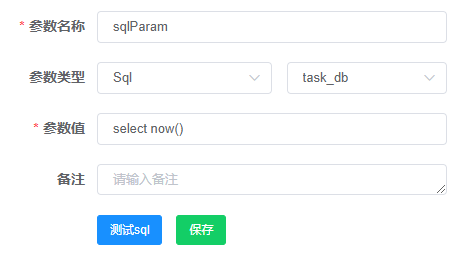 * 参数名称 sqlParam
参数类型 Sql task_db
* 参数值 select now()
备注 请输入备注
测试sql 保存